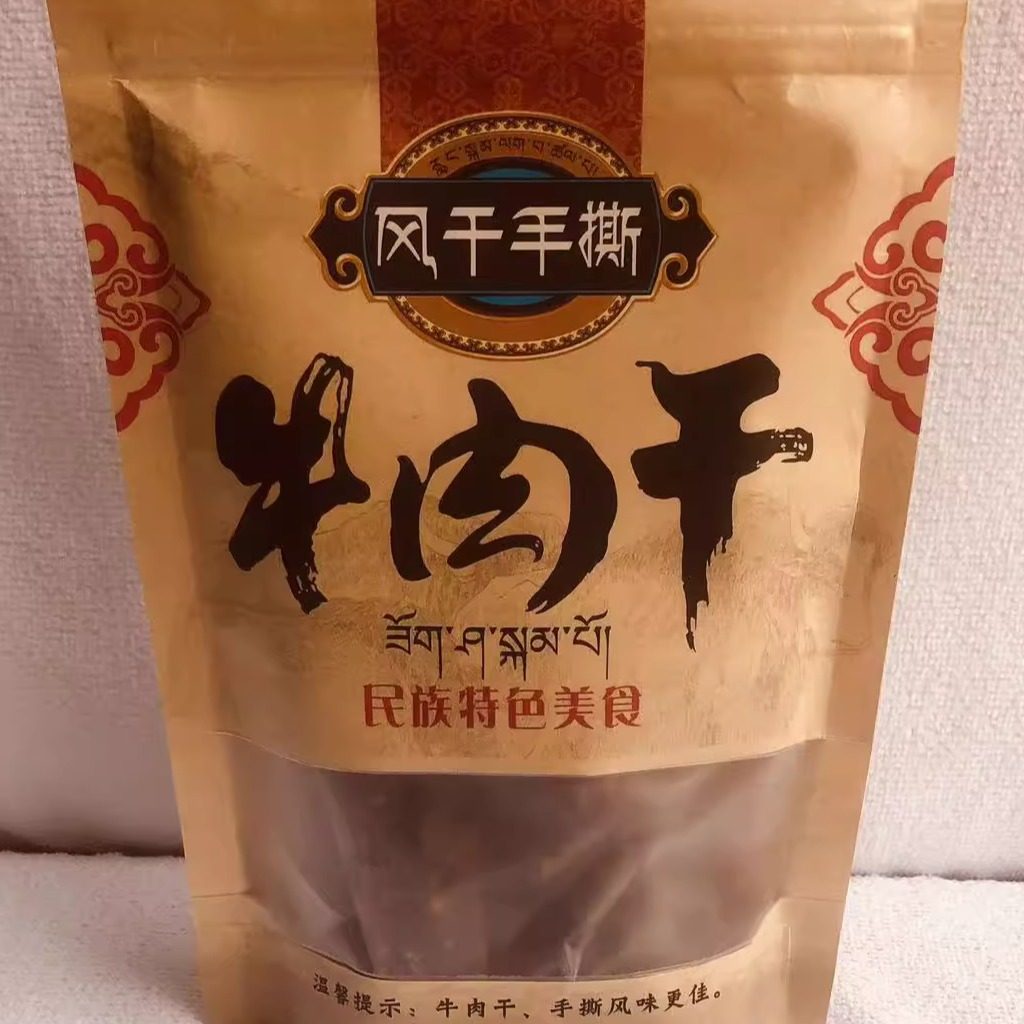 风干手撕
牛肉干
ཟོག་ཤ་སྐམ་པོ།
民族特色美食
温馨提示：牛肉干、手撕风味更佳。